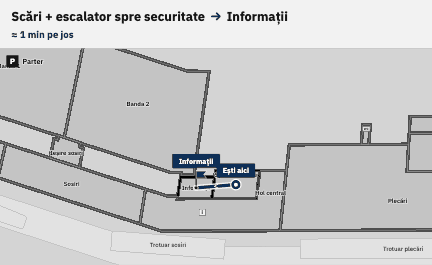 Scări + escalator spre securitate → Informații
≈ 1 min pe jos
P Parter
Banda 2
Ieșire sosiri
Informații
Ești aici
Sosiri
Hol central
Plecări
Trotuar sosiri
Trotuar plecări